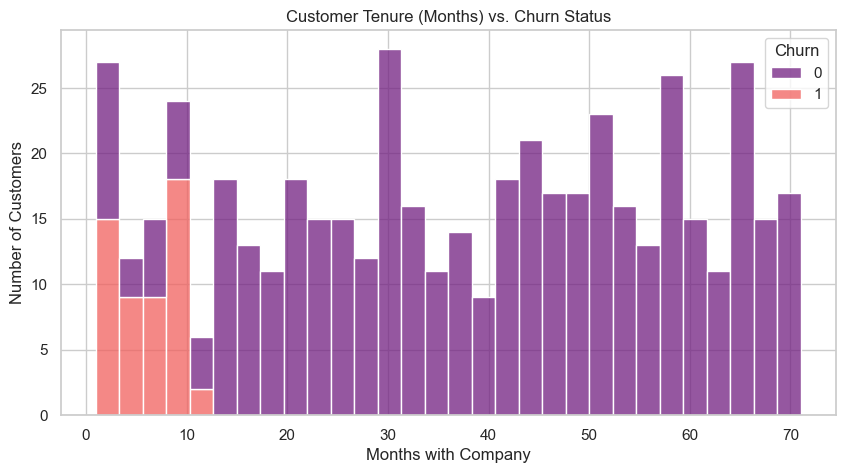 Customer Tenure (Months) vs. Churn Status
Churn
0
1
Number of Customers
25
20
15
10
5
0
0 10 20 30 40 50 60 70
Months with Company